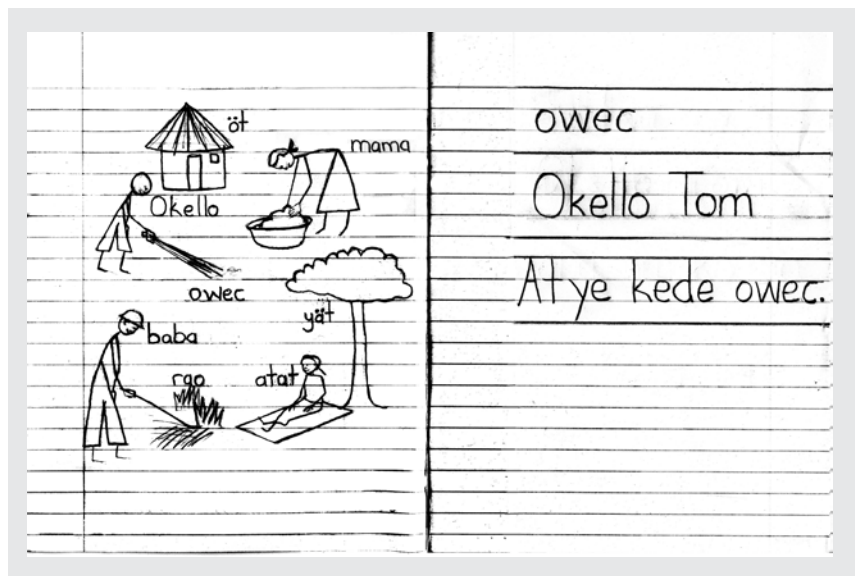 öt
mama
Okello
owec
yät
baba
rao
atat
owec
Okello Tom
Atye kede owec.